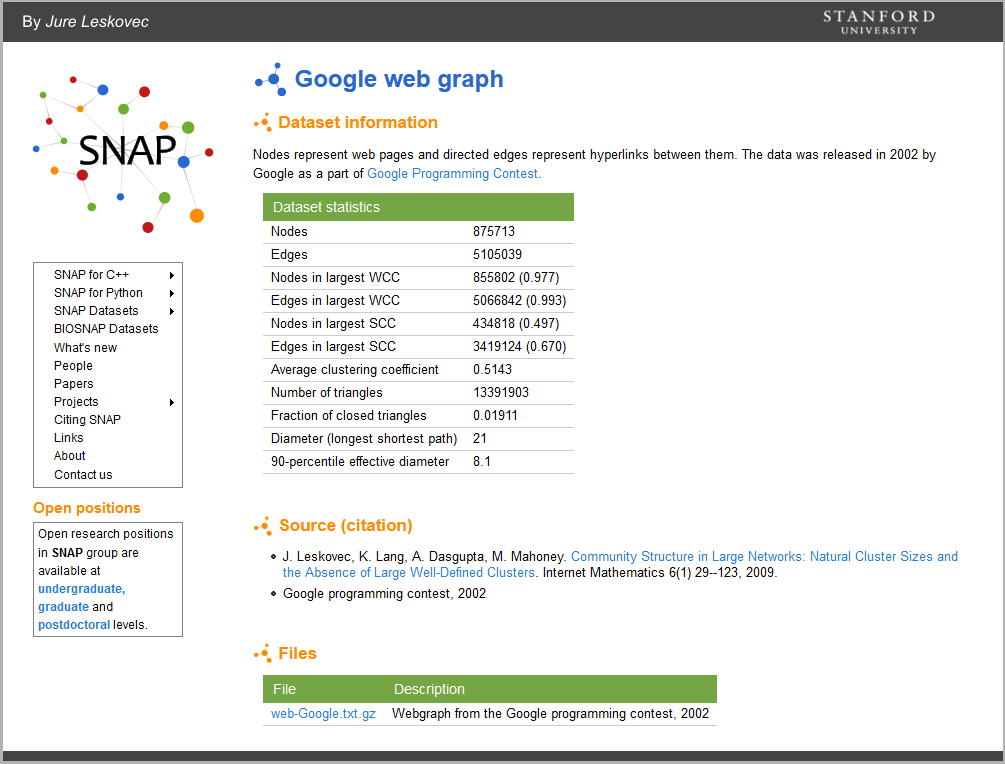 By Jure Leskovec
STANFORD
UNIVERSITY
SNAP
SNAP for C++
SNAP for Python
SNAP Datasets
BIOSNAP Datasets
What's new
People
Papers
Projects
Citing SNAP
Links
About
Contact us
Open positions
Open research positions
in SNAP group are
available at
undergraduate,
graduate and
postdoctoral levels.
Google web graph
Dataset information
Nodes represent web pages and directed edges represent hyperlinks between them. The data was released in 2002 by
Google as a part of Google Programming Contest.
Dataset statistics
Nodes 875713
Edges 5105039
Nodes in largest WCC 855802 (0.977)
Edges in largest WCC 5066842 (0.993)
Nodes in largest SCC 434818 (0.497)
Edges in largest SCC 3419124 (0.670)
Average clustering coefficient 0.5143
Number of triangles 13391903
Fraction of closed triangles 0.01911
Diameter (longest shortest path) 21
90-percentile effective diameter 8.1
Source (citation)
J. Leskovec, K. Lang, A. Dasgupta, M. Mahoney. Community Structure in Large Networks: Natural Cluster Sizes and
the Absence of Large Well-Defined Clusters. Internet Mathematics 6(1) 29--123, 2009.
Google programming contest, 2002
Files
File Description
web-Google.txt.gz Webgraph from the Google programming contest, 2002